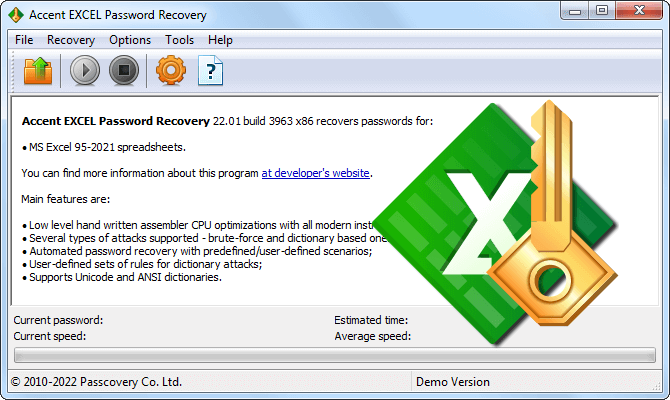 Accent EXCEL Password Recovery
File Recovery Options Tools Help
?
Accent EXCEL Password Recovery 22.01 build 3963 x86 recovers passwords for:
• MS Excel 95-2021 spreadsheets.
You can find more information about this program at developer's website.
Main features are:
• Low level hand written assembler CPU optimizations with all modern
• Several types of attacks supported - brute-force and dictionary based
• Automated password recovery with predefined/user-defined scenarios;
• User-defined sets of rules for dictionary attacks;
• Supports Unicode and ANSI dictionaries.
X
Current password: Estimated time:
Current speed: Average speed:
© 2010-2022 Passcovery Co. Ltd. Demo Version